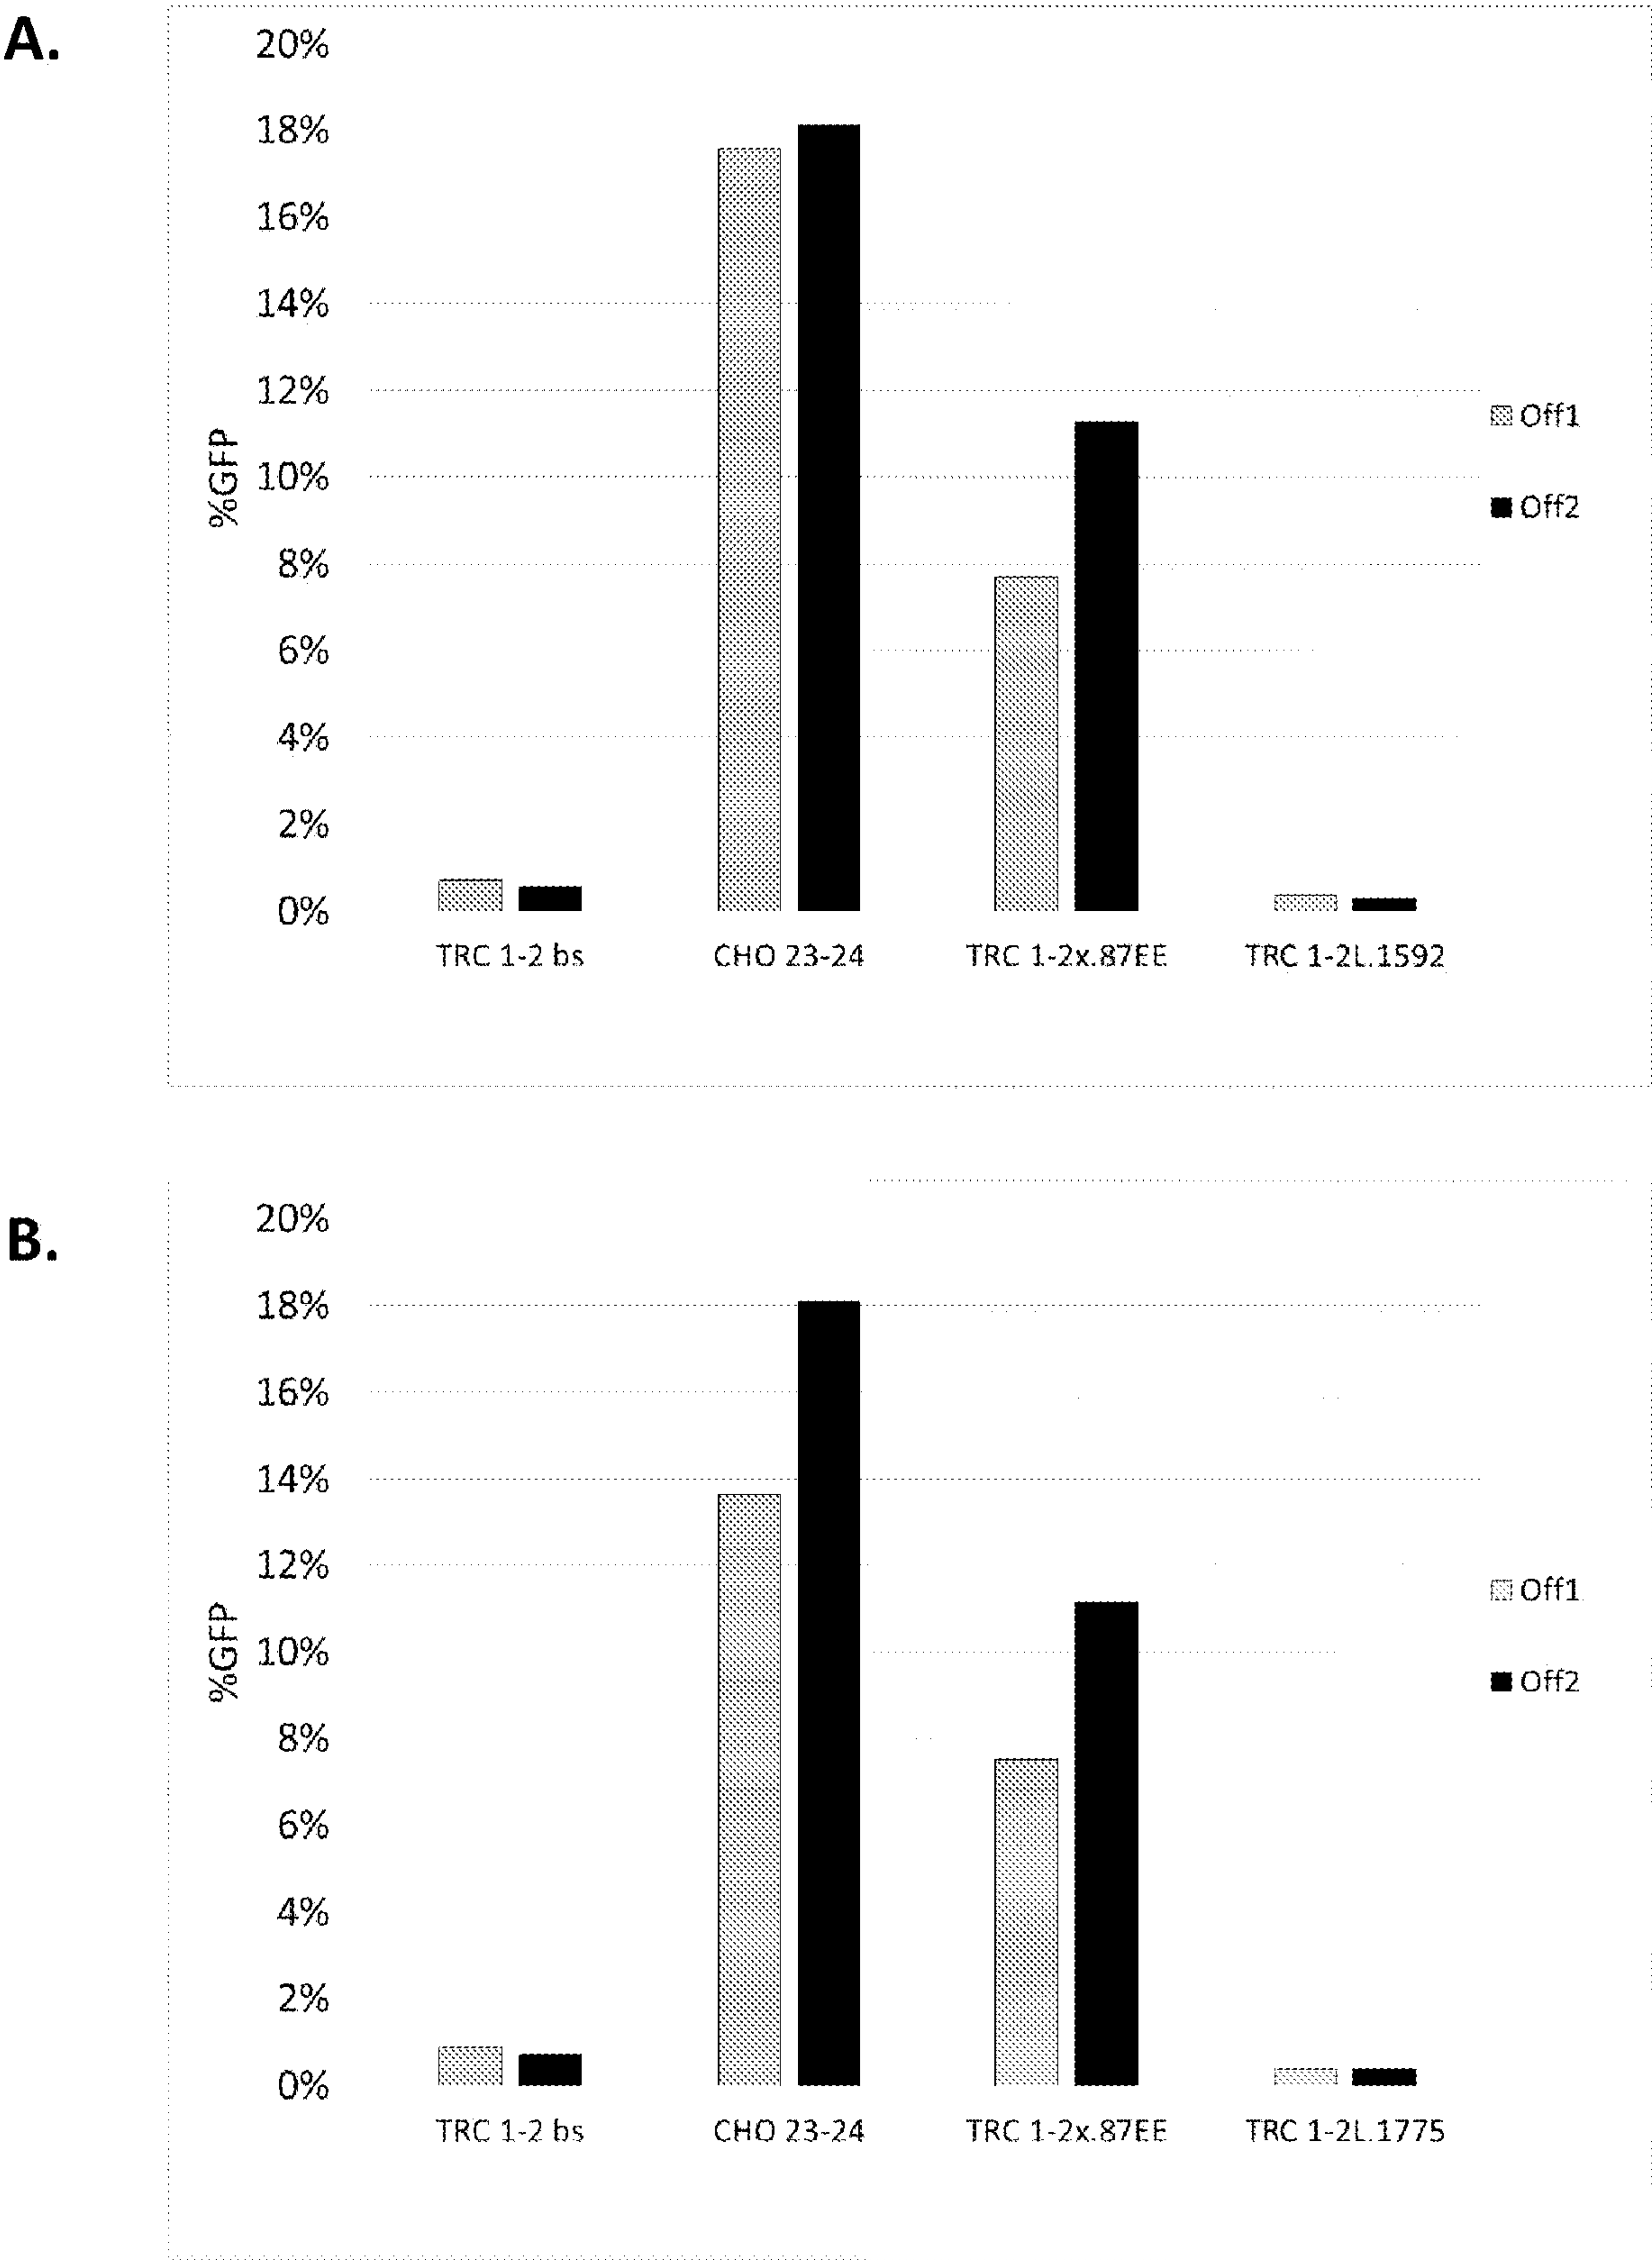 A.
20%
18%
16%
14%
12%
10%
8%
6%
4%
2%
0%
%GFP
TRC 1-2 bs
CHO 23-24
TRC 1-2x.87EE
TRC 1-2L.1592
Off1
Off2
B.
20%
18%
16%
14%
12%
10%
8%
6%
4%
2%
0%
%GFP
TRC 1-2 bs
CHO 23-24
TRC 1-2x.87EE
TRC 1-2L.1775
Off1
Off2